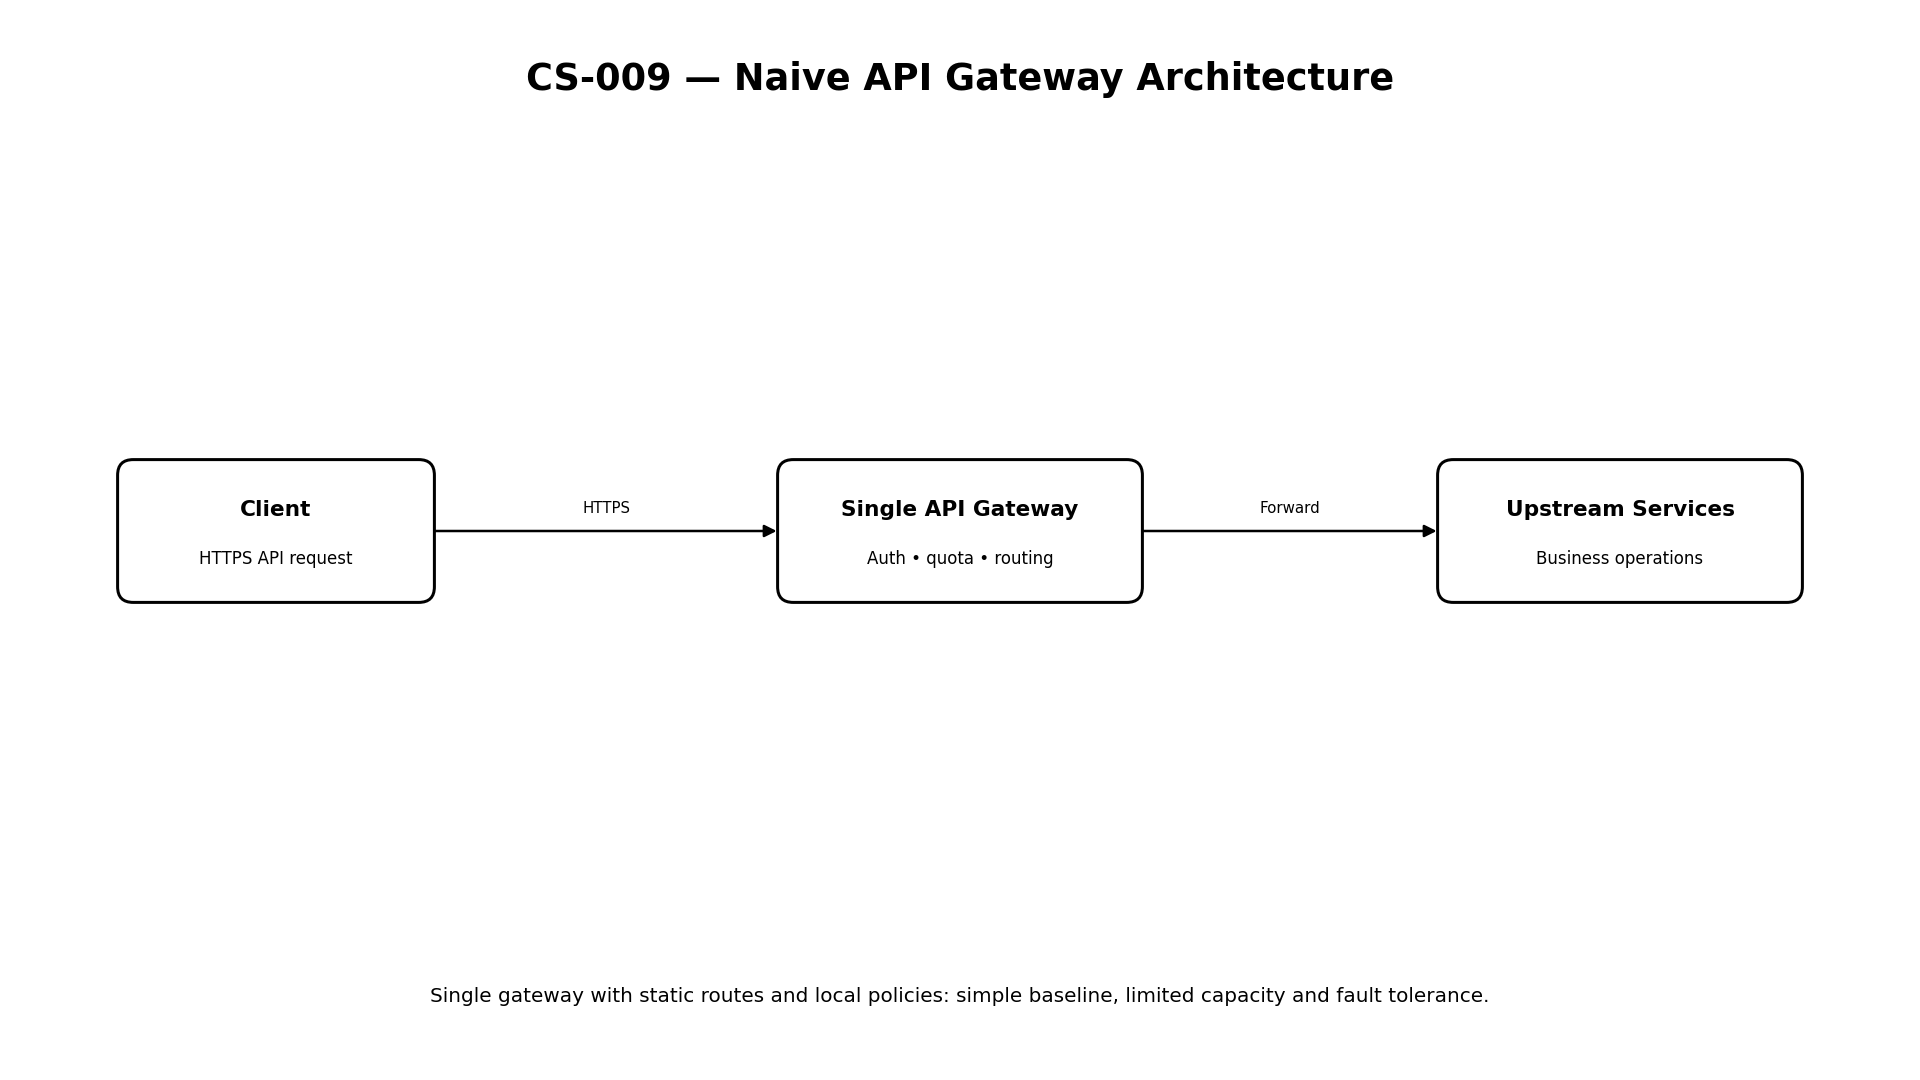 CS-009 — Naive API Gateway Architecture
Client
HTTPS API request
HTTPS
Single API Gateway
Auth • quota • routing
Forward
Upstream Services
Business operations
Single gateway with static routes and local policies: simple baseline, limited capacity and fault tolerance.